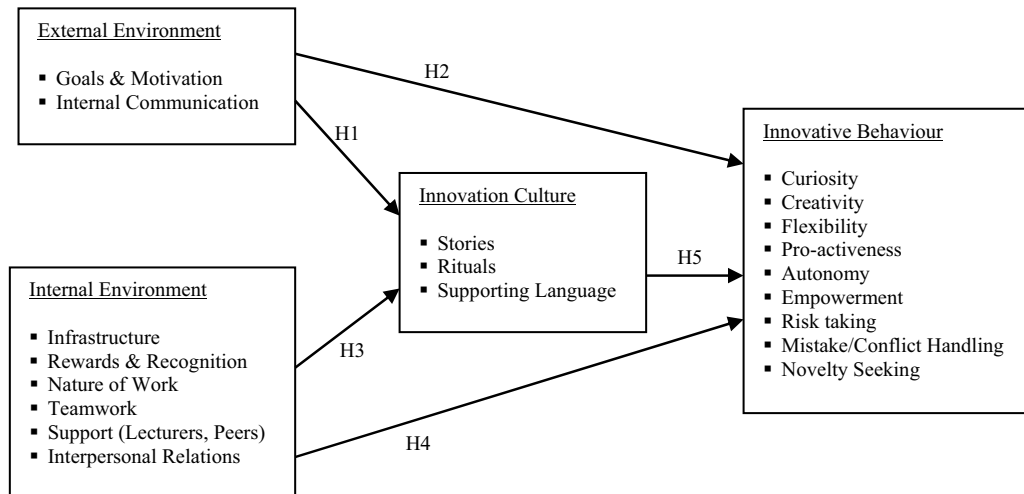 External Environment
▪ Goals & Motivation
▪ Internal Communication
H2
H1
Innovation Culture
▪ Stories
▪ Rituals
▪ Supporting Language
Internal Environment
▪ Infrastructure
▪ Rewards & Recognition
▪ Nature of Work
▪ Teamwork
▪ Support (Lecturers, Peers)
▪ Interpersonal Relations
H3
H4
H5
Innovative Behaviour
▪ Curiosity
▪ Creativity
▪ Flexibility
▪ Pro-activeness
▪ Autonomy
▪ Empowerment
▪ Risk taking
▪ Mistake/Conflict Handling
▪ Novelty Seeking